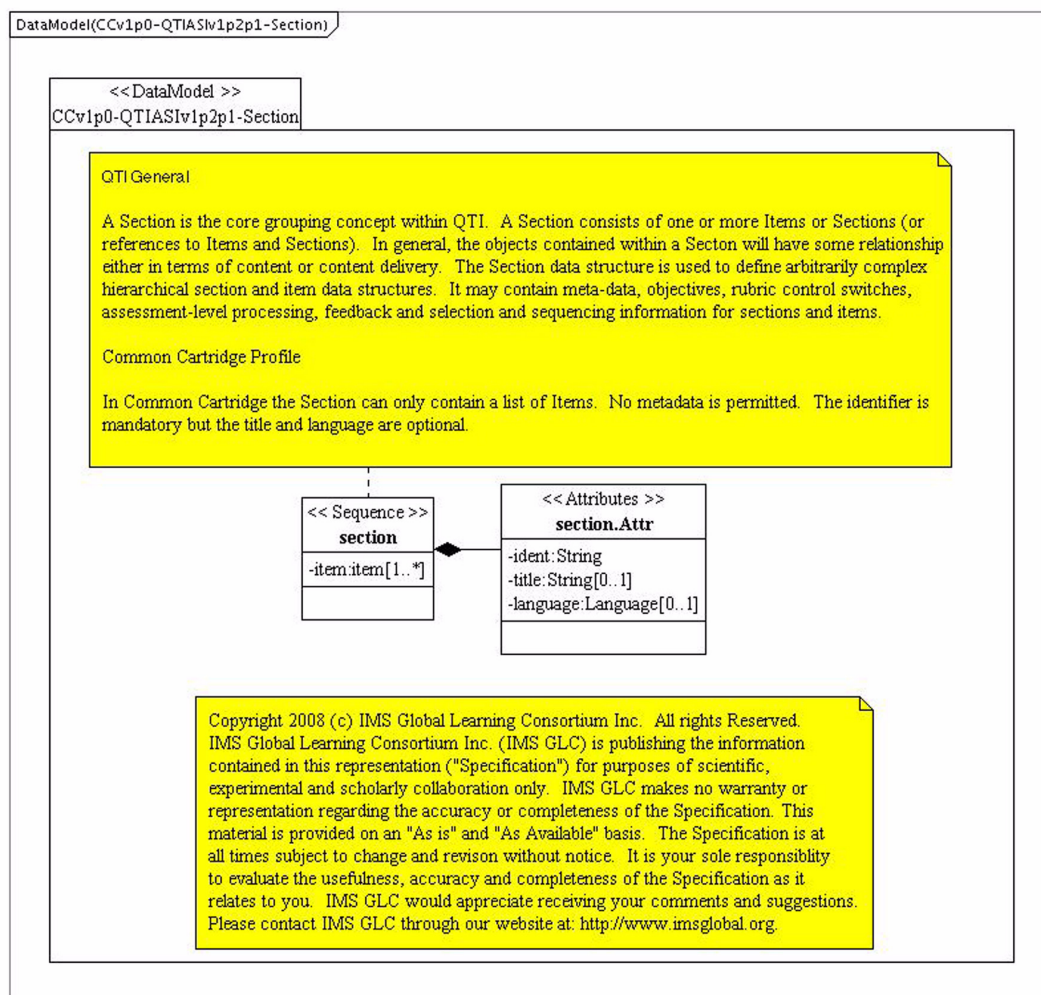 DataModel(CCv1p0-QTIASIv1p2p1-Section)
<<DataModel >>
CCv1p0-QTIASIv1p2p1-Section
QTI General
A Section is the core grouping concept within QTI. A Section consists of one or more Items or Sections (or
references to Items and Sections). In general, the objects contained within a Secton will have some relationship
either in terms of content or content delivery. The Section data structure is used to define arbitrarily complex
hierarchical section and item data structures. It may contain meta-data, objectives, rubric control switches,
assessment-level processing, feedback and selection and sequencing information for sections and items.
Common Cartridge Profile
In Common Cartridge the Section can only contain a list of Items. No metadata is permitted. The identifier is
mandatory but the title and language are optional.
<< Sequence >>
section
-item:item[1..*]
<< Attributes >>
section.Attr
-ident:String
-title:String[0..1]
-language:Language[0..1]
Copyright 2008 (c) IMS Global Learning Consortium Inc. All rights Reserved.
IMS Global Learning Consortium Inc. (IMS GLC) is publishing the information
contained in this representation ("Specification") for purposes of scientific,
experimental and scholarly collaboration only. IMS GLC makes no warranty or
representation regarding the accuracy or completeness of the Specification. This
material is provided on an "As is" and "As Available" basis. The Specification is at
all times subject to change and revison without notice. It is your sole responsiblity
to evaluate the usefulness, accuracy and completeness of the Specification as it
relates to you. IMS GLC would appreciate receiving your comments and suggestions.
Please contact IMS GLC through our website at: http://www.imsglobal.org.